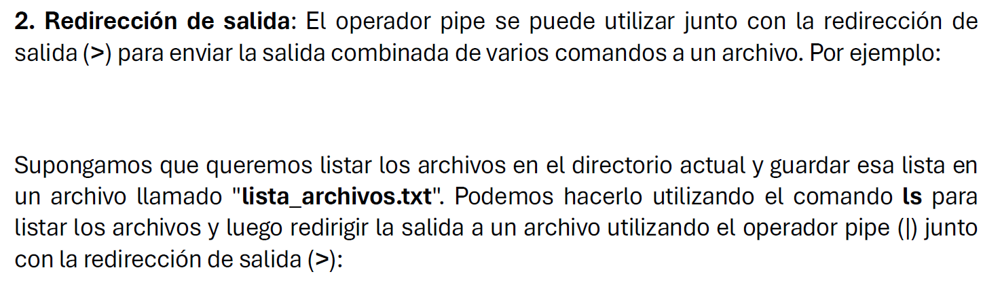 2. Redirección de salida: El operador pipe se puede utilizar junto con la redirección de
salida (>) para enviar la salida combinada de varios comandos a un archivo. Por ejemplo:
Supongamos que queremos listar los archivos en el directorio actual y guardar esa lista en
un archivo llamado "lista_archivos.txt". Podemos hacerlo utilizando el comando ls para
listar los archivos y luego redirigir la salida a un archivo utilizando el operador pipe (|) junto
con la redirección de salida (>):